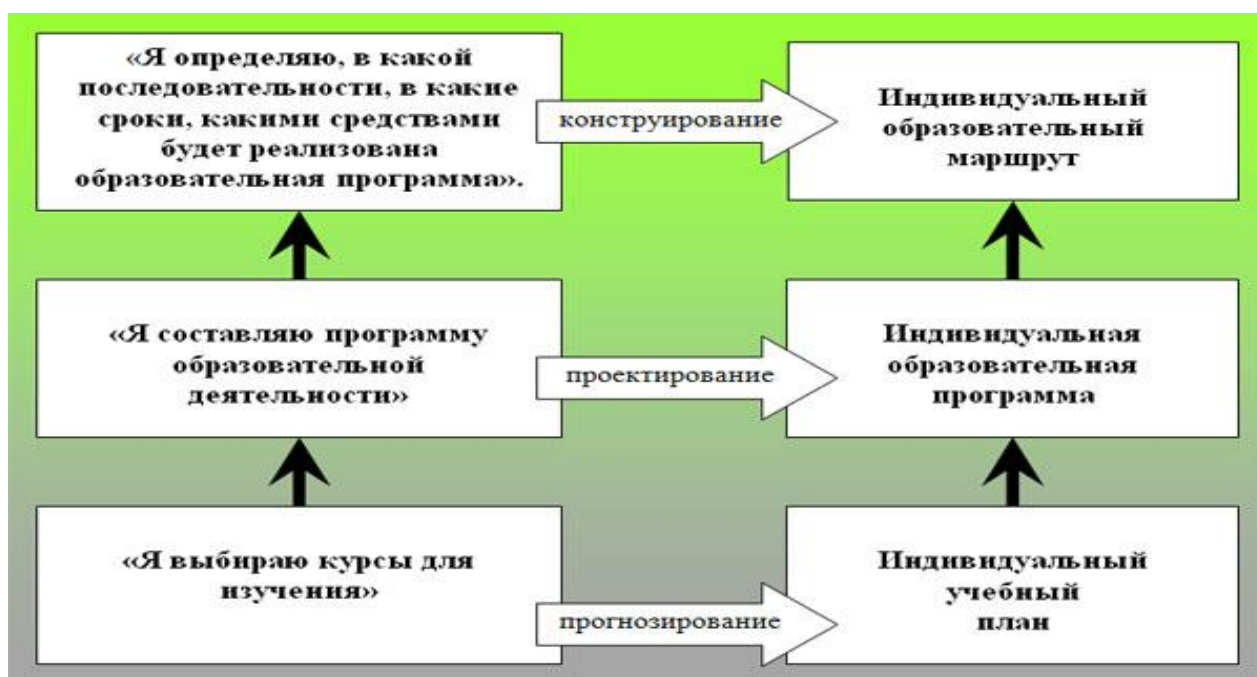 «Я определяю, в какой
последовательности, в какие
сроки, какими средствами
будет реализована
образовательная программа».
конструирование
Индивидуальный
образовательный
маршрут
«Я составляю программу
образовательной
деятельности»
проектирование
Индивидуальная
образовательная
программа
«Я выбираю курсы для
изучения»
прогнозирование
Индивидуальный
учебный
план